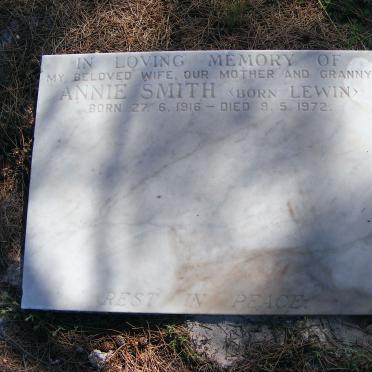 IN LOVING MEMORY OF
MY BELOVED WIFE, OUR MOTHER AND GRANNY
ANNIE SMITH (BORN LEWIN)
BORN 27. 6. 1916 — DIED 9. 5. 1972.
REST IN PEACE